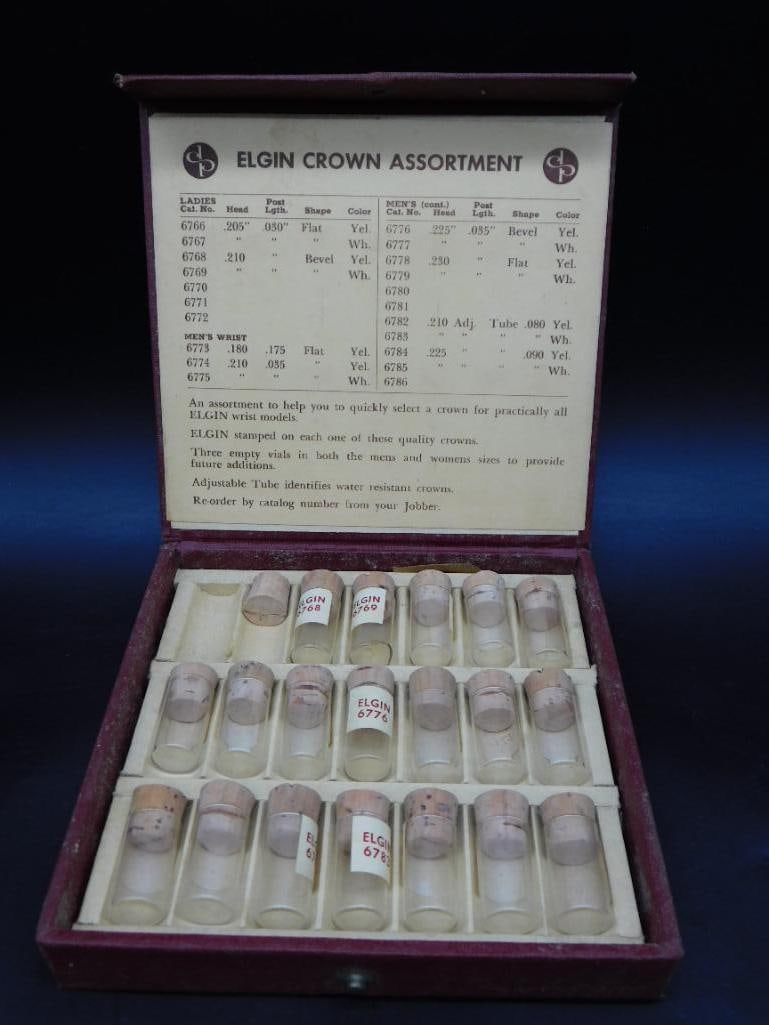 dp ELGIN CROWN ASSORTMENT dp
LADIES
Cat. No. Head Post Lgth. Shape Color
6766 .205" .030" Flat Yel.
6767 " " " Wh.
6768 .210 " Bevel Yel.
6769 " " " Wh.
6770
6771
6772
MEN'S WRIST
6773 .180 .175 Flat Yel.
6774 .210 .035 " Yel.
6775 " " " Wh.
MEN'S (cont.)
Cat. No. Head Post Lgth. Shape Color
6776 .225" .035" Bevel Yel.
6777 " " " Wh.
6778 .230 " Flat Yel.
6779 " " " Wh.
6780
6781
6782 .210 Adj. Tube .080 Yel.
6783 " " " " Wh.
6784 .225 " " .090 Yel.
6785 " " " " Wh.
6786
An assortment to help you to quickly select a crown for practically all
ELGIN wrist models.
ELGIN stamped on each one of these quality crowns.
Three empty vials in both the mens and womens sizes to provide
future additions.
Adjustable Tube identifies water resistant crowns.
Re-order by catalog number from your Jobber.
ELGIN
6768
ELGIN
6769
ELGIN
6776
EL
6
ELGIN
678